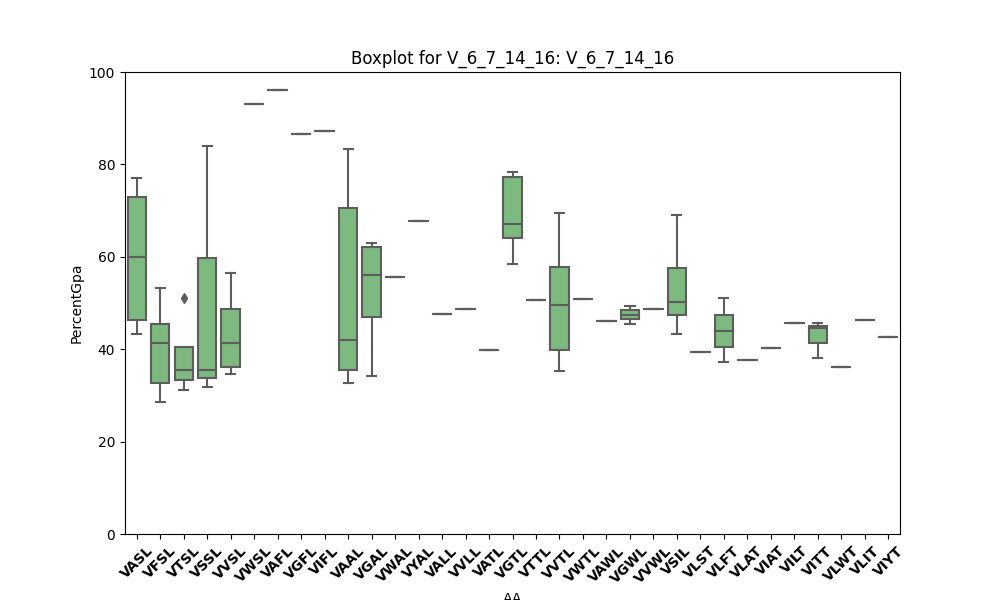 Boxplot for V_6_7_14_16: V_6_7_14_16
100
80
60
40
20
0
PercentGpa
VASL
VFSL
VTSL
VSSL
VVSL
VWSL
VAFL
VGFL
VIFL
VAAL
VGAL
VWAL
VYAL
VALL
VVLL
VATL
VGTL
VTTL
VVTL
VWTL
VAWL
VGWL
VVWL
VSIL
VLST
VLFT
VLAT
VIAT
VILT
VITT
VLWT
VLIT
VIYT
AA